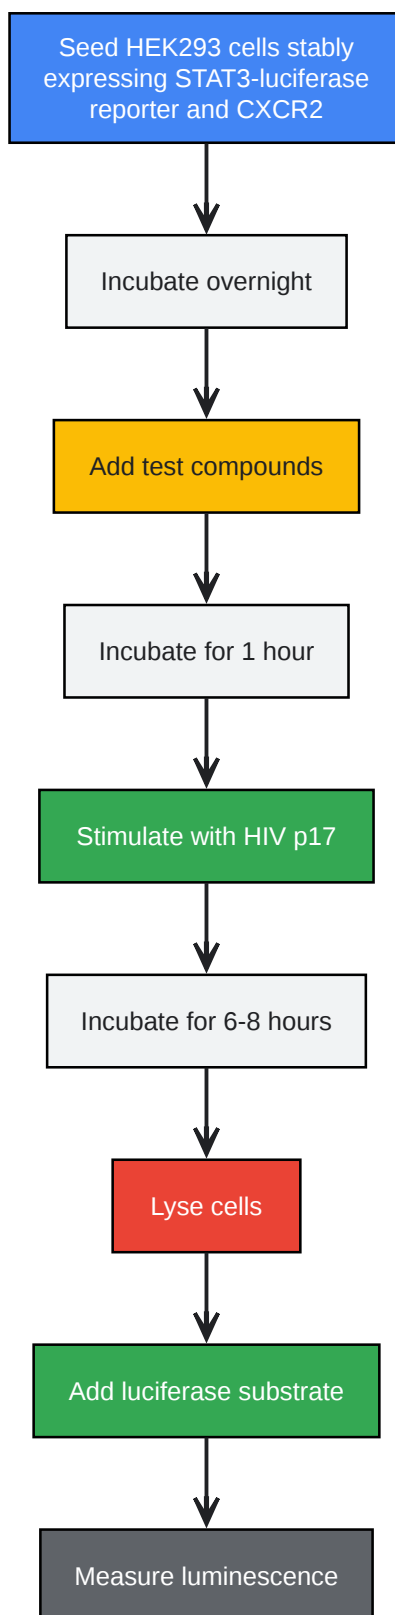 Seed HEK293 cells stably
expressing STAT3-luciferase
reporter and CXCR2
Incubate overnight
Add test compounds
Incubate for 1 hour
Stimulate with HIV p17
Incubate for 6-8 hours
Lyse cells
Add luciferase substrate
Measure luminescence